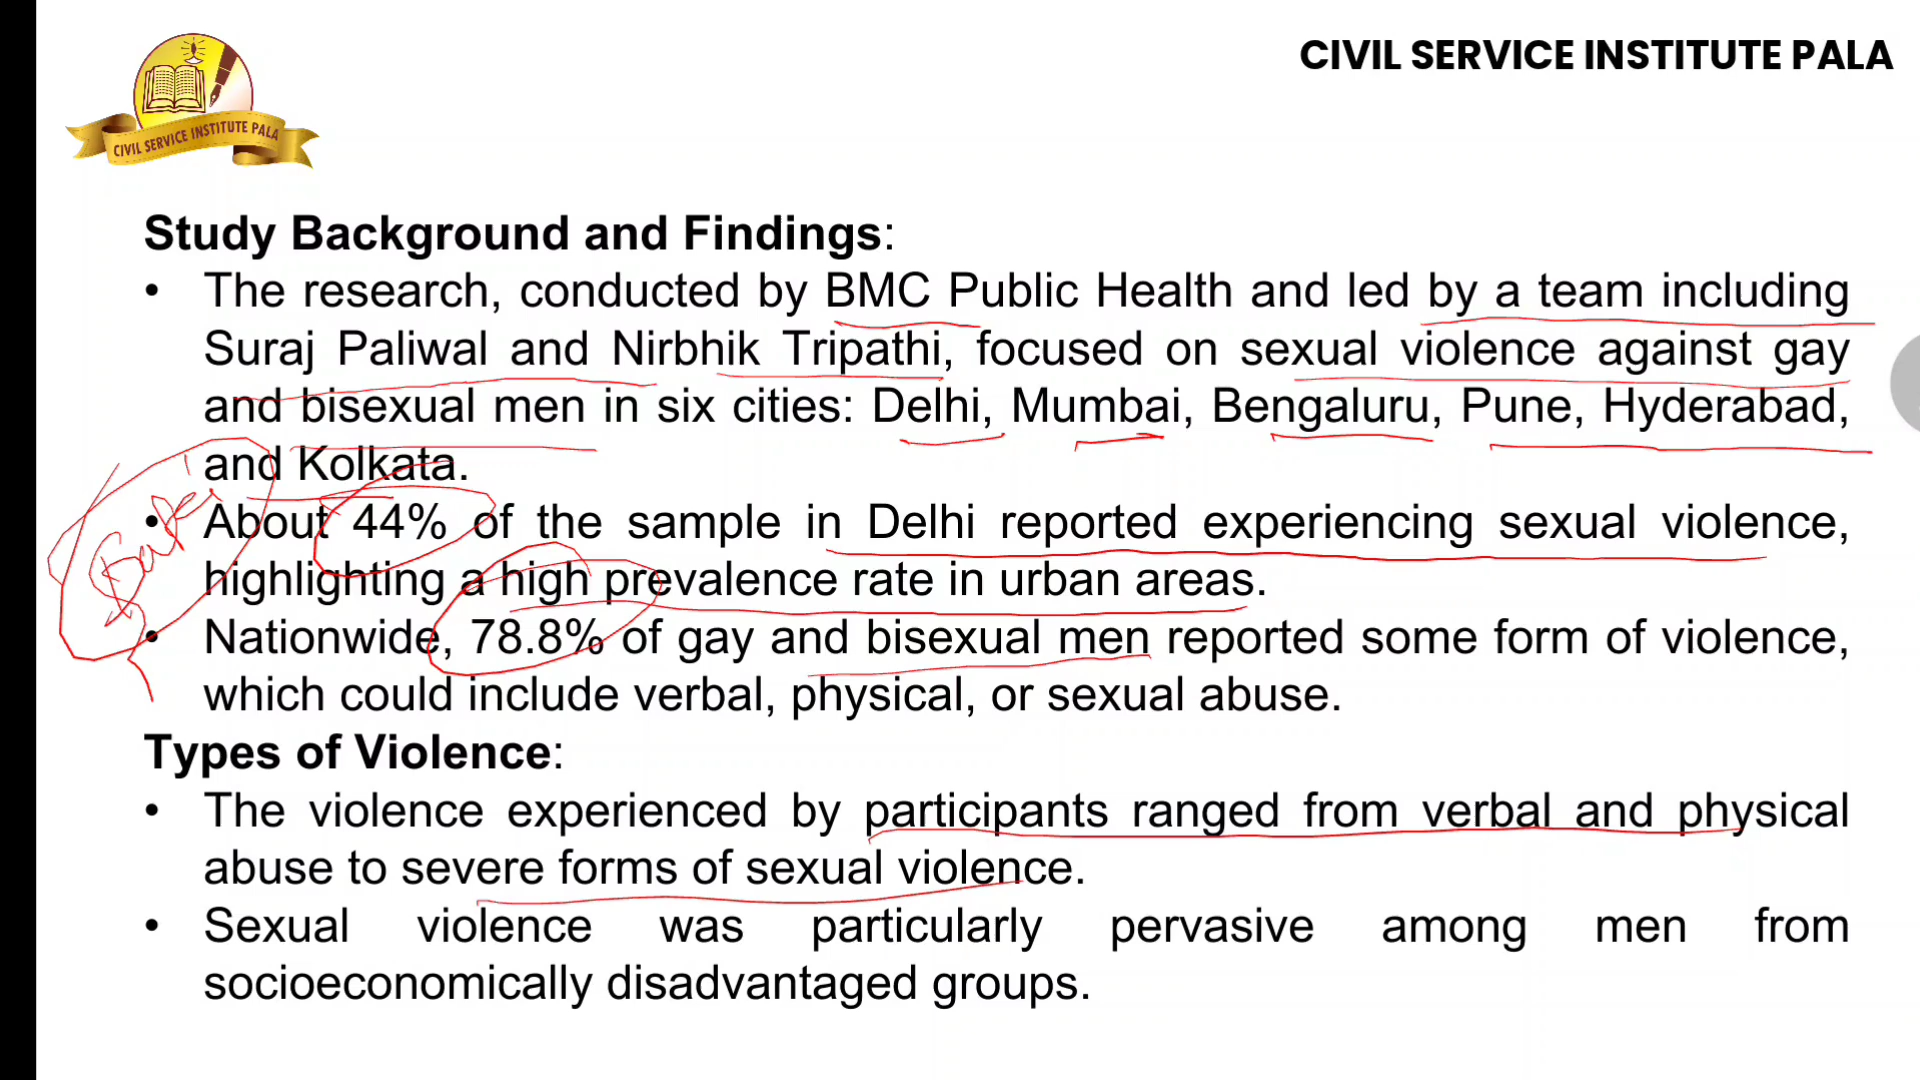 CIVIL SERVICE INSTITUTE PALA
CIVIL SERVICE INSTITUTE PALA
Study Background and Findings:
• The research, conducted by BMC Public Health and led by a team including
Suraj Paliwal and Nirbhik Tripathi, focused on sexual violence against gay
and bisexual men in six cities: Delhi, Mumbai, Bengaluru, Pune, Hyderabad,
and Kolkata.
• About 44% of the sample in Delhi reported experiencing sexual violence,
highlighting a high prevalence rate in urban areas.
• Nationwide, 78.8% of gay and bisexual men reported some form of violence,
which could include verbal, physical, or sexual abuse.
Types of Violence:
• The violence experienced by participants ranged from verbal and physical
abuse to severe forms of sexual violence.
• Sexual violence was particularly pervasive among men from
socioeconomically disadvantaged groups.